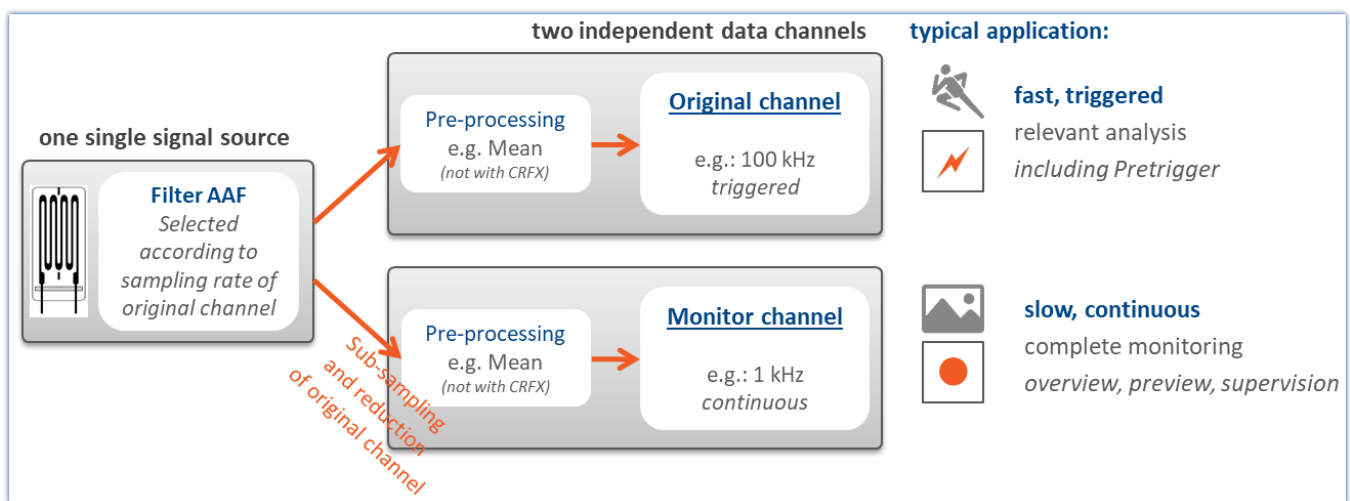 two independent data channels
typical application:
one single signal source
Filter AAF
Selected
according to
sampling rate of
original channel
Pre-processing
e.g. Mean
(not with CRFX)
Original channel
e.g.: 100 kHz
triggered
fast, triggered
relevant analysis
including Pretrigger
Sub-sampling
and reduction
of original channel
Pre-processing
e.g. Mean
(not with CRFX)
Monitor channel
e.g.: 1 kHz
continuous
slow, continuous
complete monitoring
overview, preview, supervision